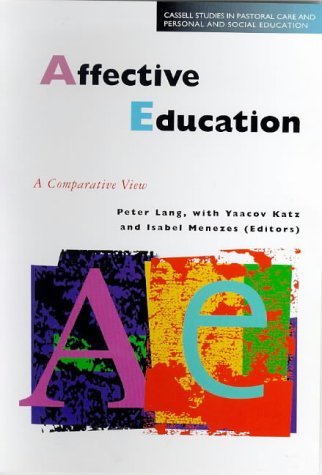 CASSELL STUDIES IN PASTORAL CARE AND
PERSONAL AND SOCIAL EDUCATION
Affective
Education
A Comparative View
Peter Lang, with Yaacov Katz
and Isabel Menezes (Editors)
Ae